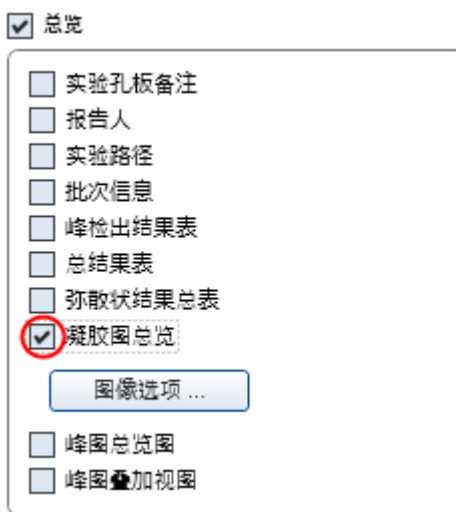 总览
实验孔板备注
报告人
实验路径
批次信息
峰检出结果表
总结果表
弥散状结果总表
凝胶图总览
图像选项 ...
峰图总览图
峰图叠加视图